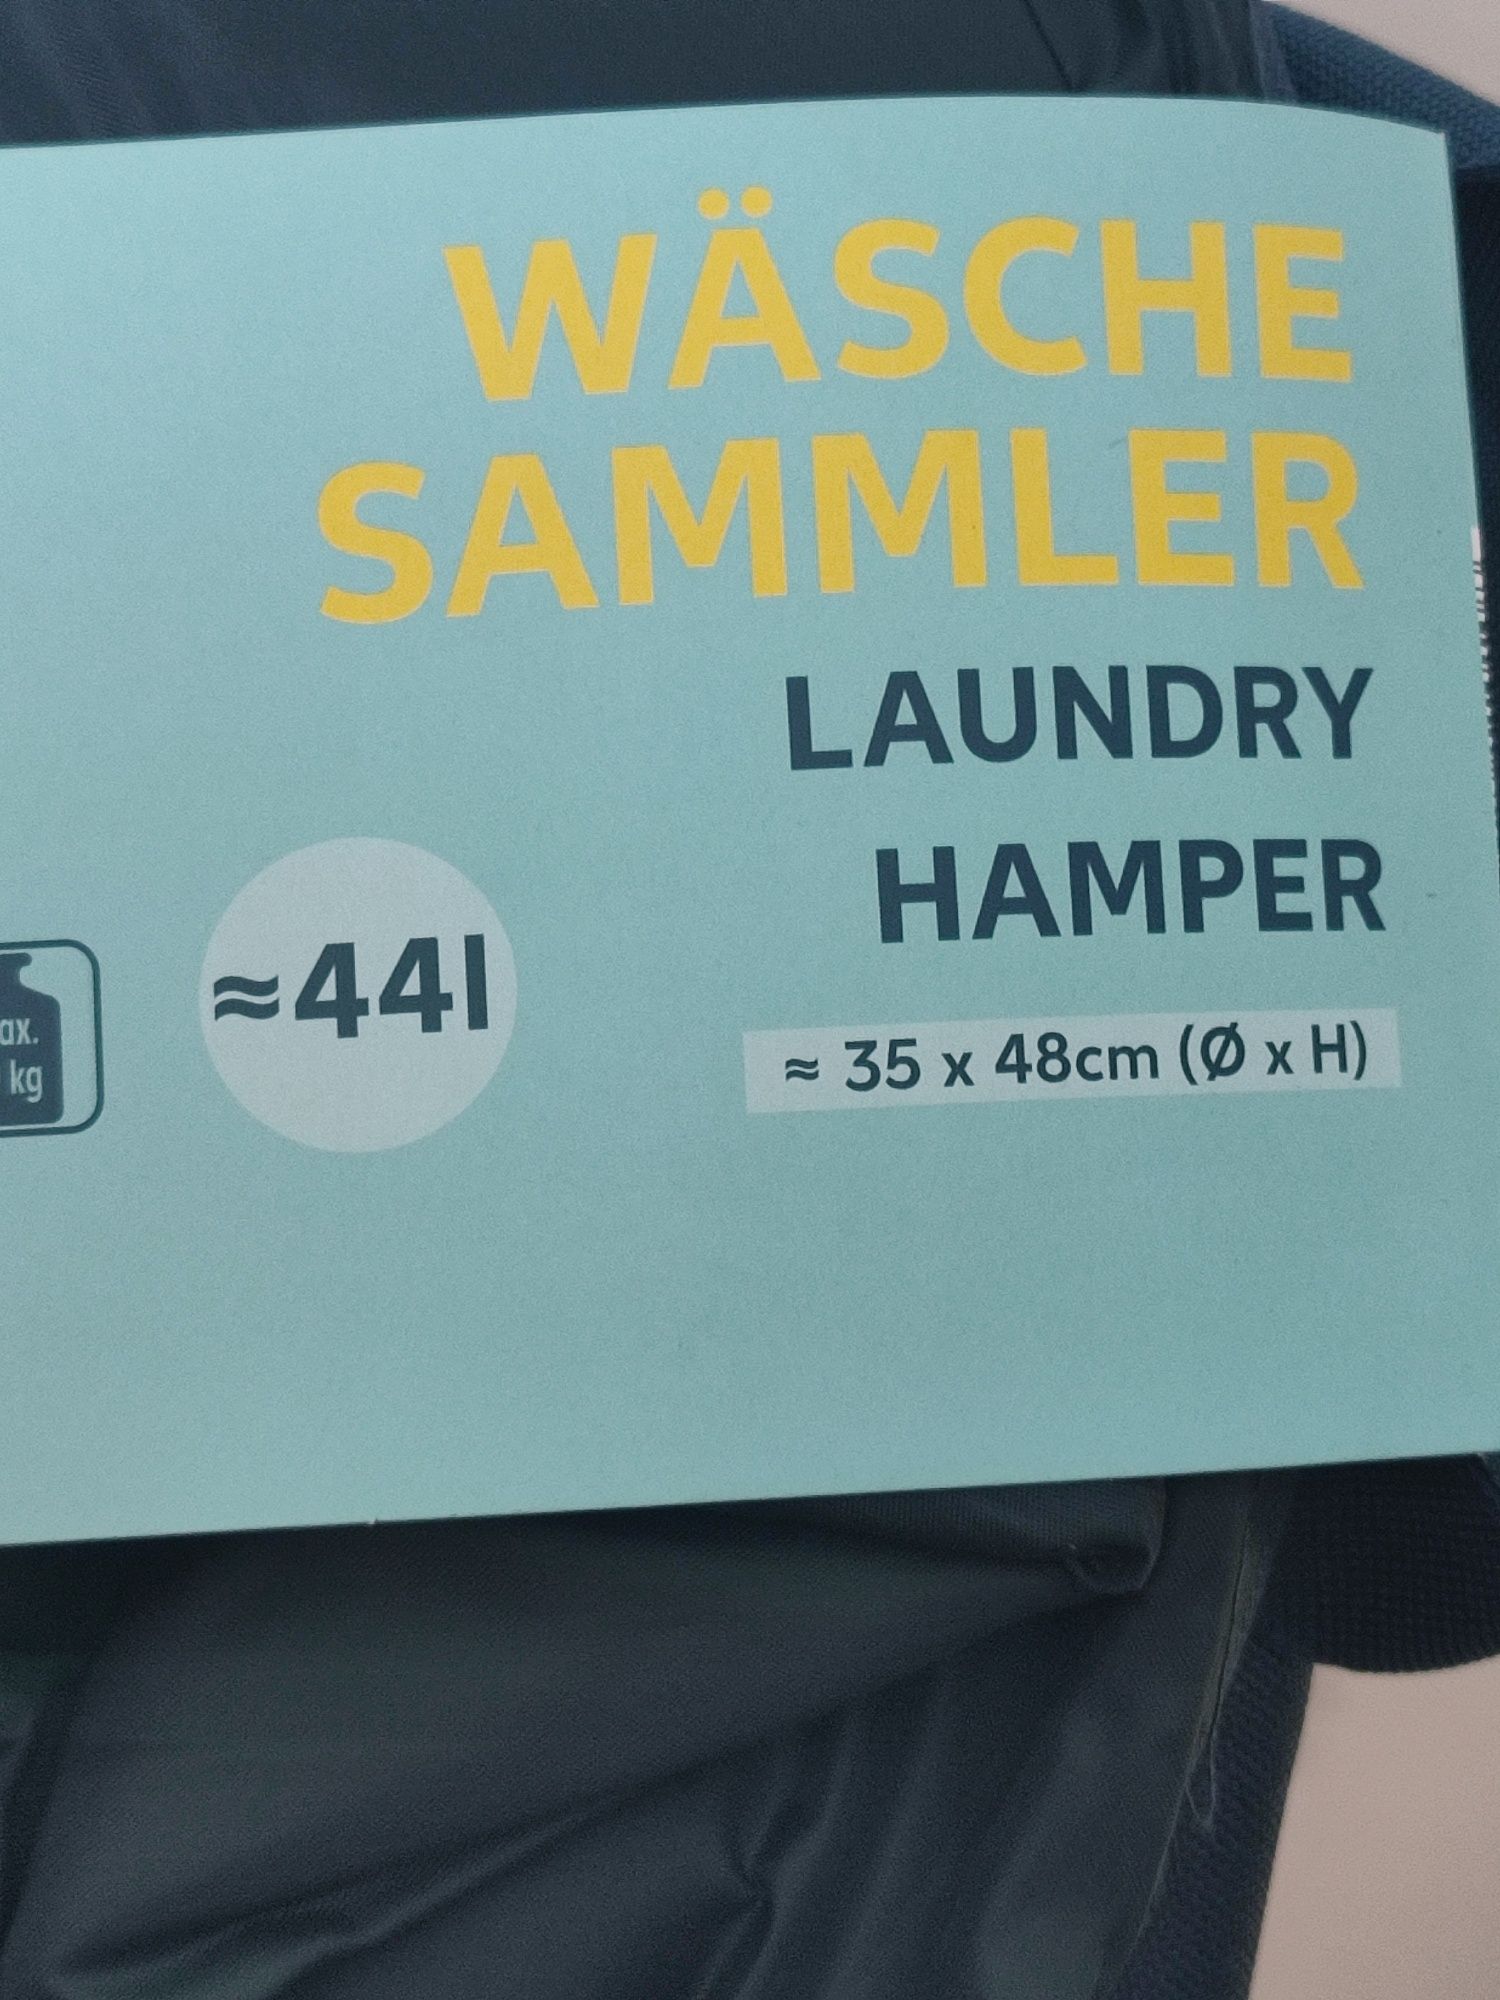 WÄSCHE
SAMMLER
LAUNDRY
HAMPER
≈44l
≈ 35 x 48cm (Ø x H)
kg